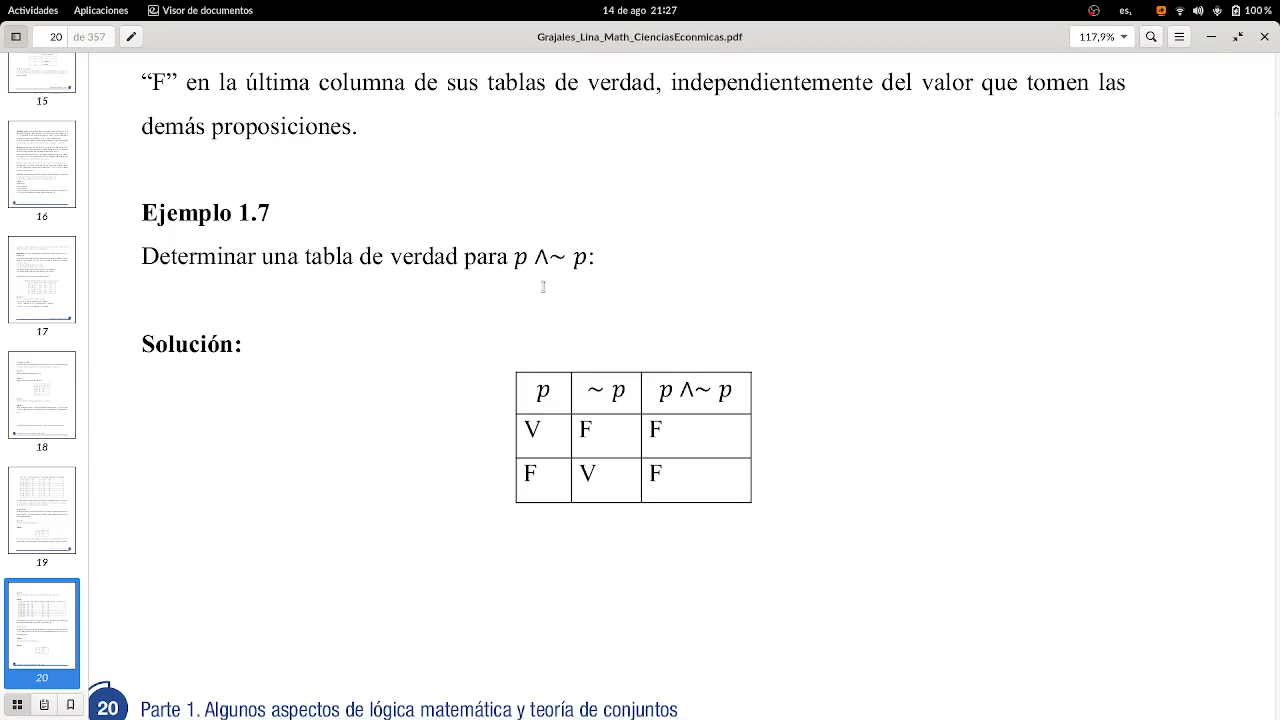 Actividades Aplicaciones Visor de documentos 14 de ago 21:27 es, 100 %
20 de 357 Grajales_Lina_Math_CienciasEconmicas.pdf 117,9%
“F” en la última columna de sus tablas de verdad, independientemente del valor que tomen las
demás proposiciones.
Ejemplo 1.7
Determinar una tabla de verdad para p ∧~ p:
Solución:
p ~ p p ∧~ p
V F F
F V F
15
16
17
18
19
20
20 Parte 1. Algunos aspectos de lógica matemática y teoría de conjuntos